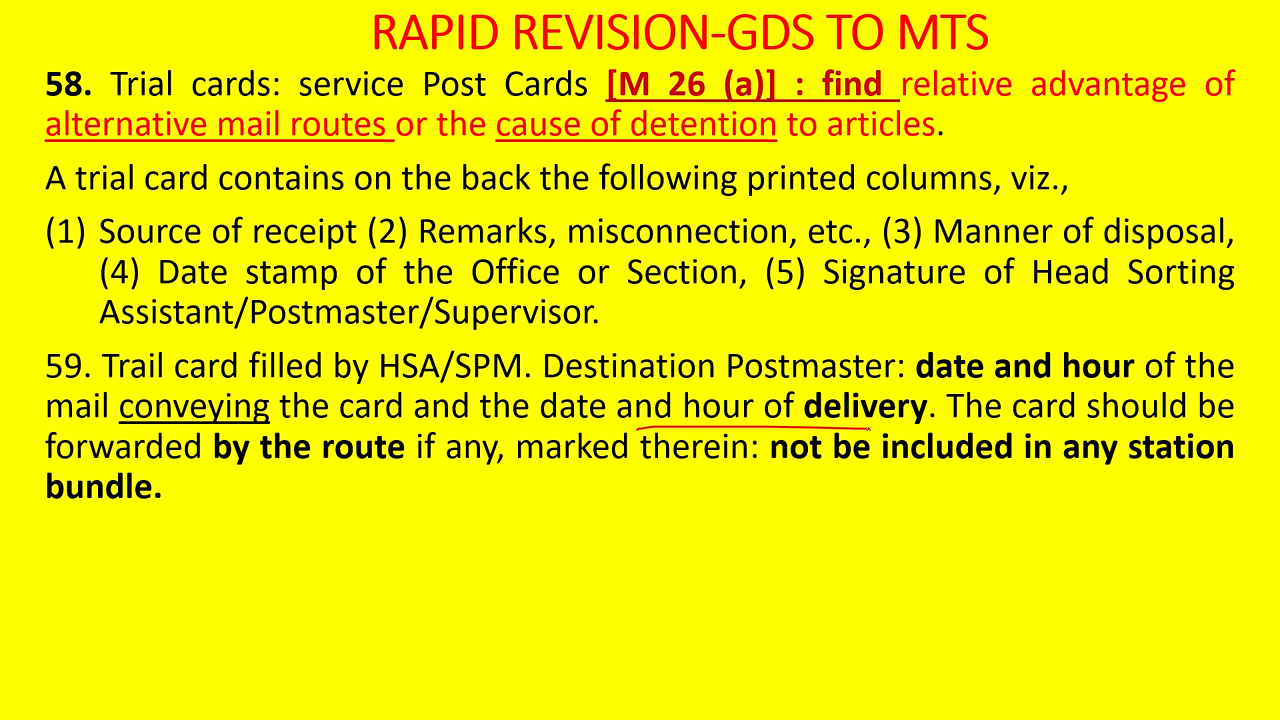 RAPID REVISION-GDS TO MTS
58. Trial cards: service Post Cards [M 26 (a)] : find relative advantage of
alternative mail routes or the cause of detention to articles.
A trial card contains on the back the following printed columns, viz.,
(1) Source of receipt (2) Remarks, misconnection, etc., (3) Manner of disposal,
(4) Date stamp of the Office or Section, (5) Signature of Head Sorting
Assistant/Postmaster/Supervisor.
59. Trail card filled by HSA/SPM. Destination Postmaster: date and hour of the
mail conveying the card and the date and hour of delivery. The card should be
forwarded by the route if any, marked therein: not be included in any station
bundle.